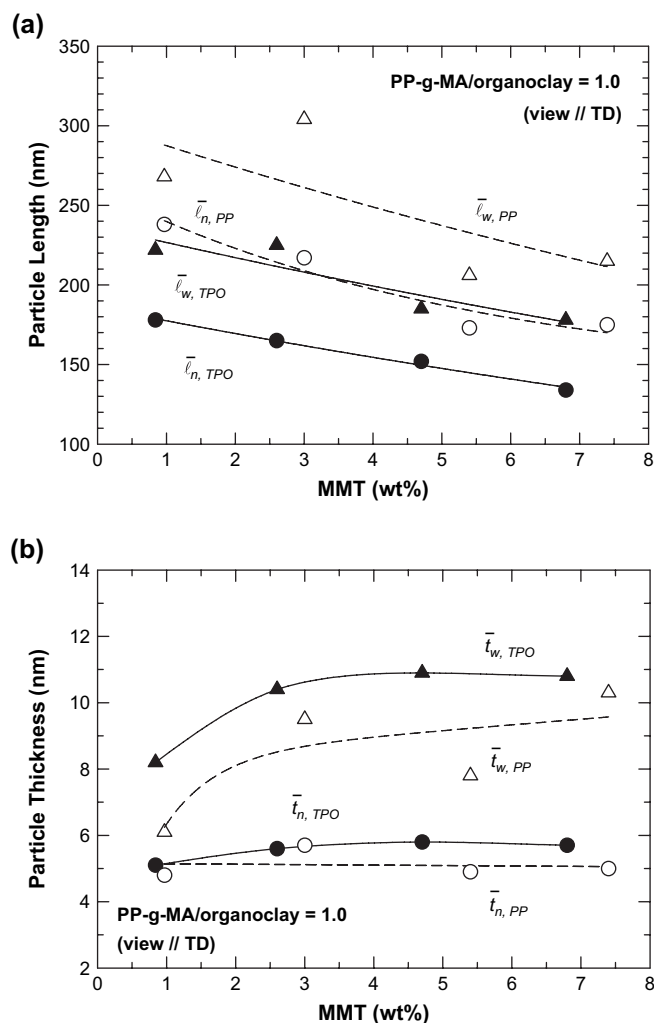 (a)
350
300
250
200
150
100
Particle Length (nm)
PP-g-MA/organoclay = 1.0
(view // TD)
ℓ̄w, PP
ℓ̄n, PP
ℓ̄w, TPO
ℓ̄n, TPO
0 1 2 3 4 5 6 7 8
MMT (wt%)
(b)
14
12
10
8
6
4
2
Particle Thickness (nm)
t̄w, TPO
t̄w, PP
t̄n, TPO
t̄n, PP
PP-g-MA/organoclay = 1.0
(view // TD)
0 1 2 3 4 5 6 7 8
MMT (wt%)